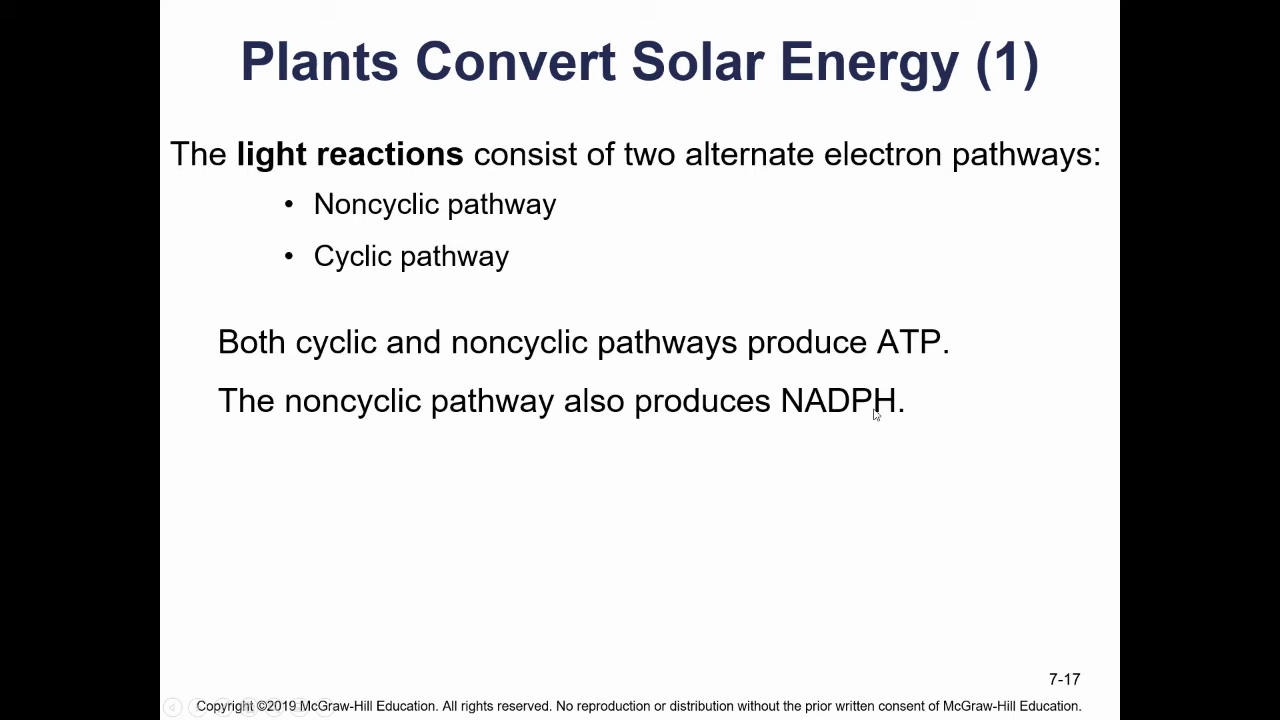 Plants Convert Solar Energy (1)
The light reactions consist of two alternate electron pathways:
• Noncyclic pathway
• Cyclic pathway
Both cyclic and noncyclic pathways produce ATP.
The noncyclic pathway also produces NADPH.
7-17
Copyright ©2019 McGraw-Hill Education. All rights reserved. No reproduction or distribution without the prior written consent of McGraw-Hill Education.